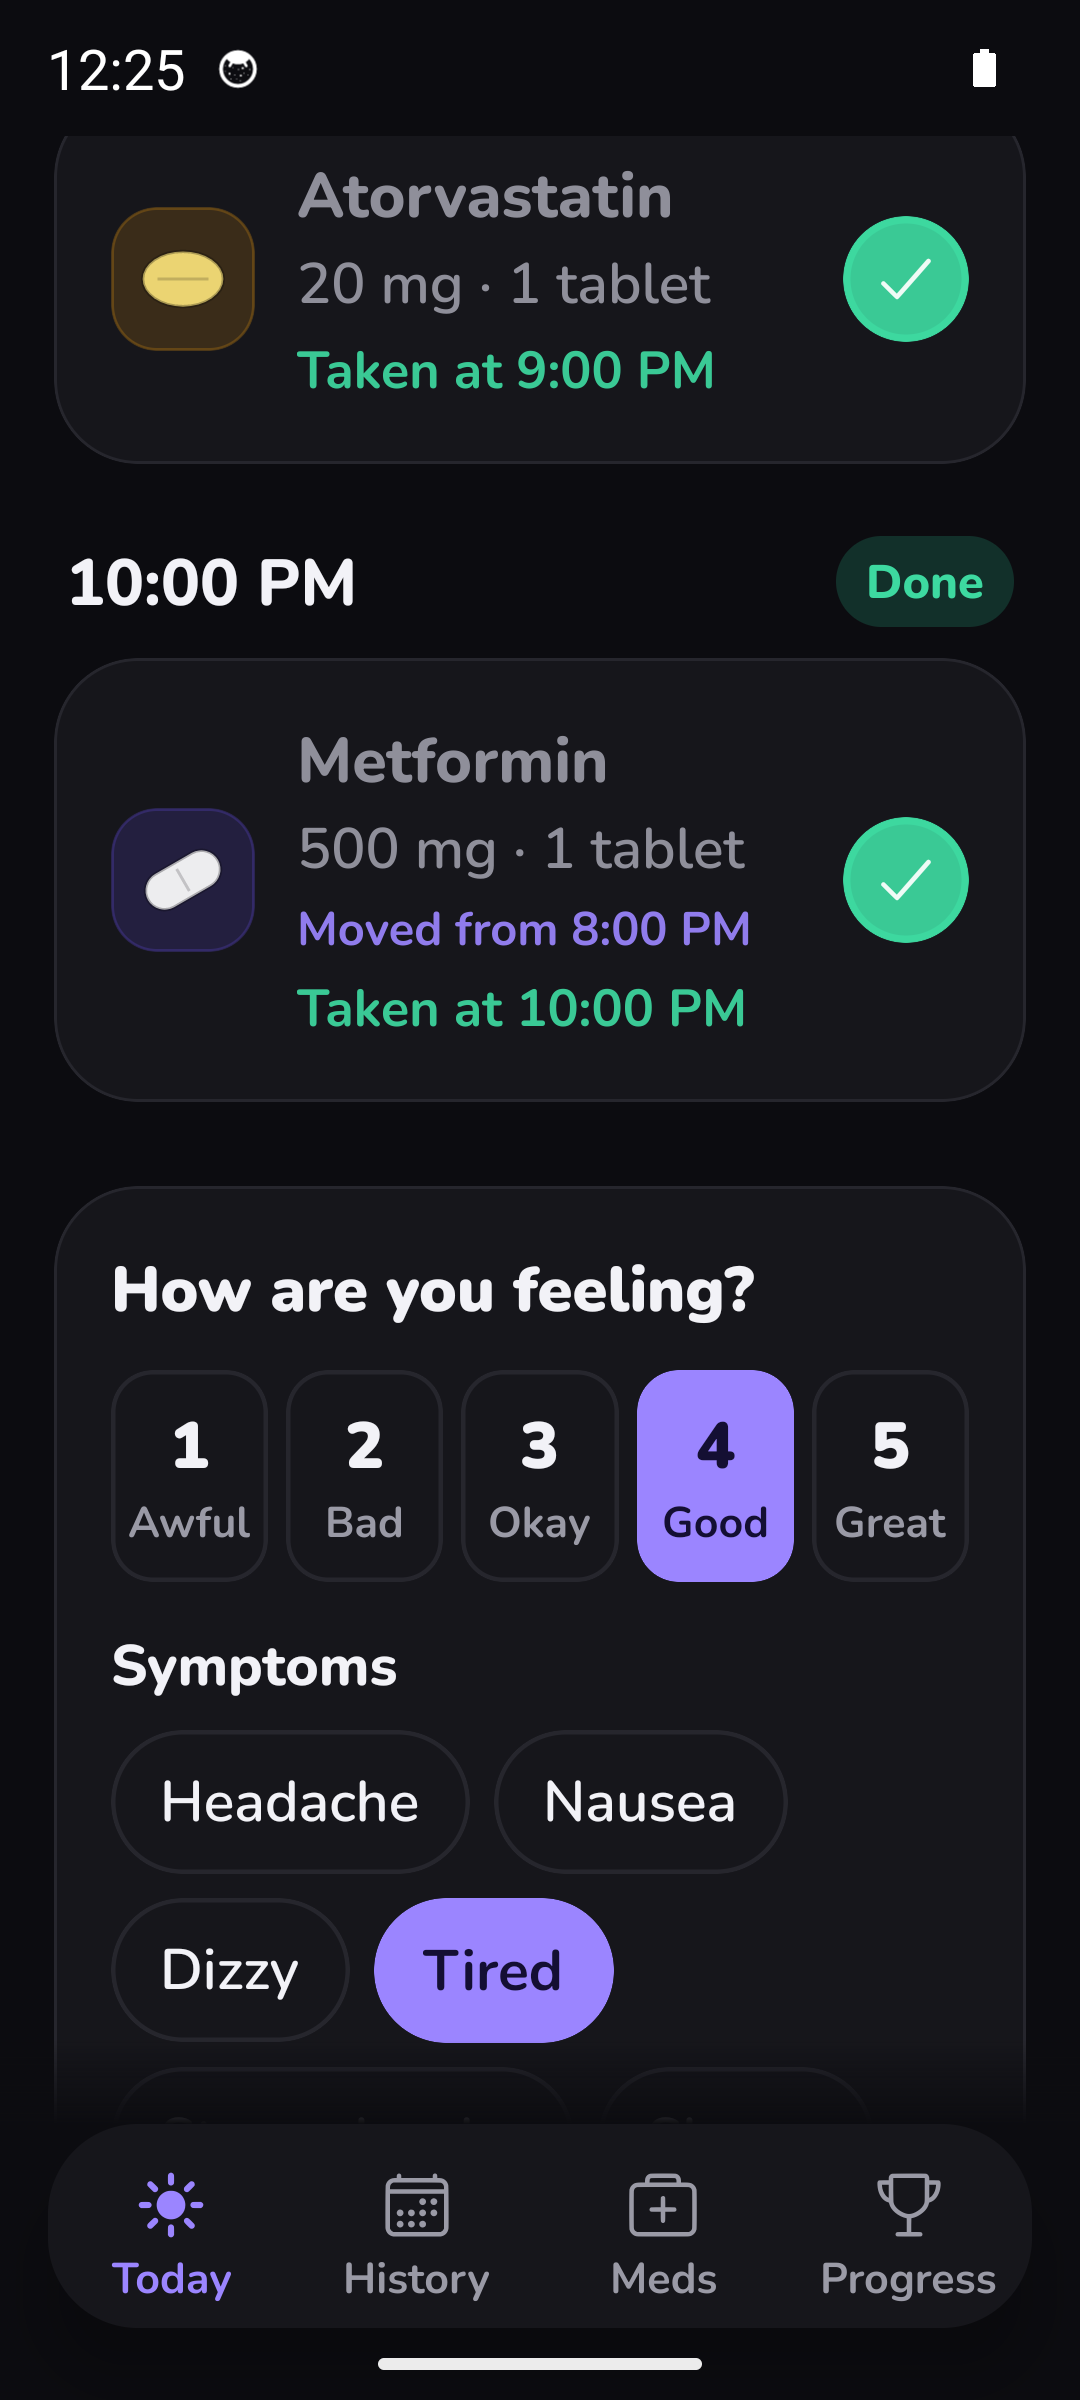 12:25
Atorvastatin
20 mg · 1 tablet
Taken at 9:00 PM
10:00 PM
Done
Metformin
500 mg · 1 tablet
Moved from 8:00 PM
Taken at 10:00 PM
How are you feeling?
1 2 3 4 5
Awful Bad Okay Good Great
Symptoms
Headache Nausea
Dizzy Tired
Today History Meds Progress